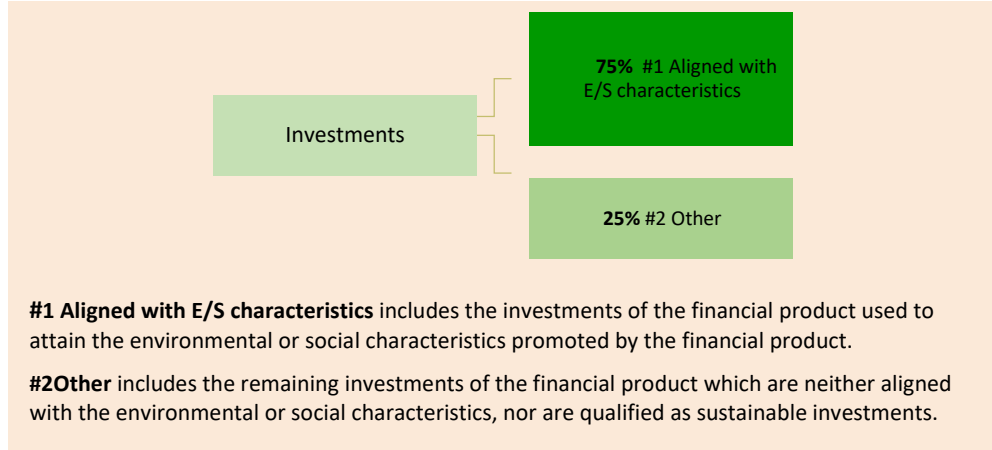 75% #1 Aligned with
E/S characteristics
Investments
25% #2 Other
#1 Aligned with E/S characteristics includes the investments of the financial product used to
attain the environmental or social characteristics promoted by the financial product.
#2Other includes the remaining investments of the financial product which are neither aligned
with the environmental or social characteristics, nor are qualified as sustainable investments.